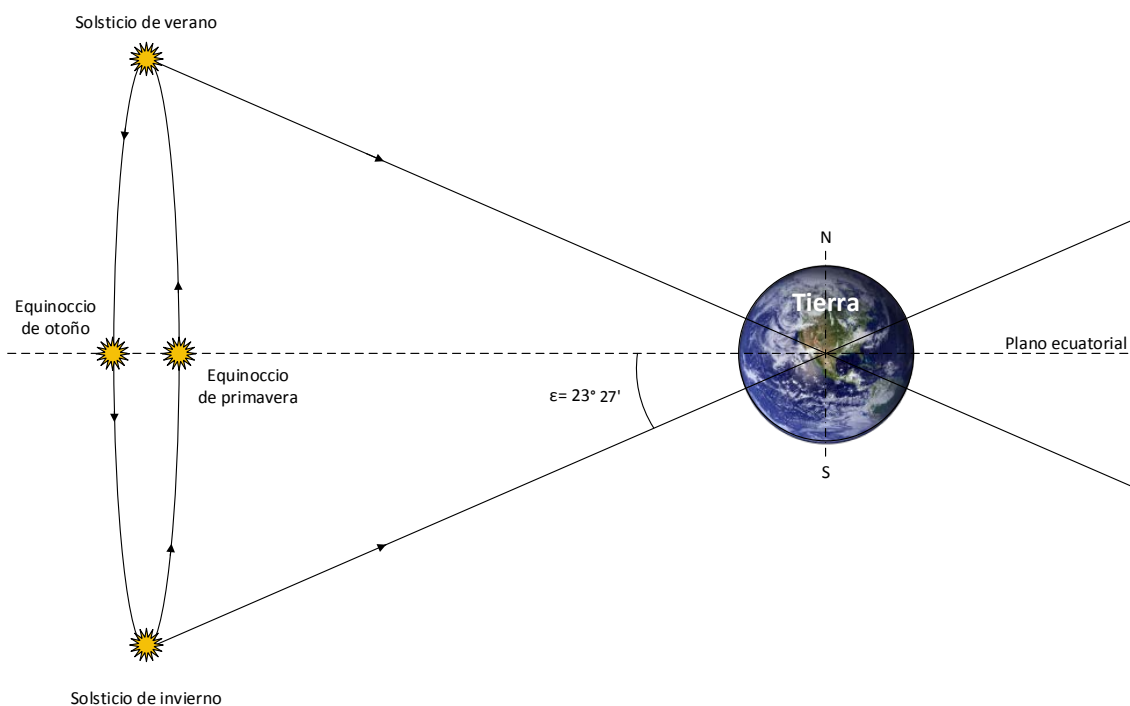 Solsticio de verano
N
Tierra
Equinoccio
de otoño
Plano ecuatorial
Equinoccio
de primavera
ε= 23° 27'
S
Solsticio de invierno